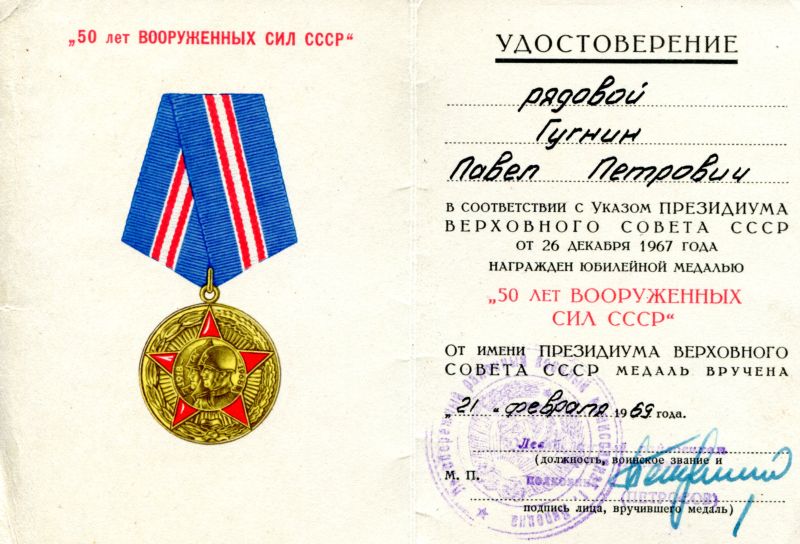 „50 лет ВООРУЖЕННЫХ СИЛ СССР“
УДОСТОВЕРЕНИЕ
рядовой
Гугнин
Павел Петрович
В СООТВЕТСТВИИ С УКАЗОМ ПРЕЗИДИУМА
ВЕРХОВНОГО СОВЕТА СССР
ОТ 26 ДЕКАБРЯ 1967 ГОДА
НАГРАЖДЕН ЮБИЛЕЙНОЙ МЕДАЛЬЮ
„50 ЛЕТ ВООРУЖЕННЫХ
СИЛ СССР“
ОТ ИМЕНИ ПРЕЗИДИУМА ВЕРХОВНОГО
СОВЕТА СССР МЕДАЛЬ ВРУЧЕНА
„21“ февраля 1969 года.
(должность, воинское звание и
М. П.
(ПЕТРОСОВ)
подпись лица, вручившего медаль)